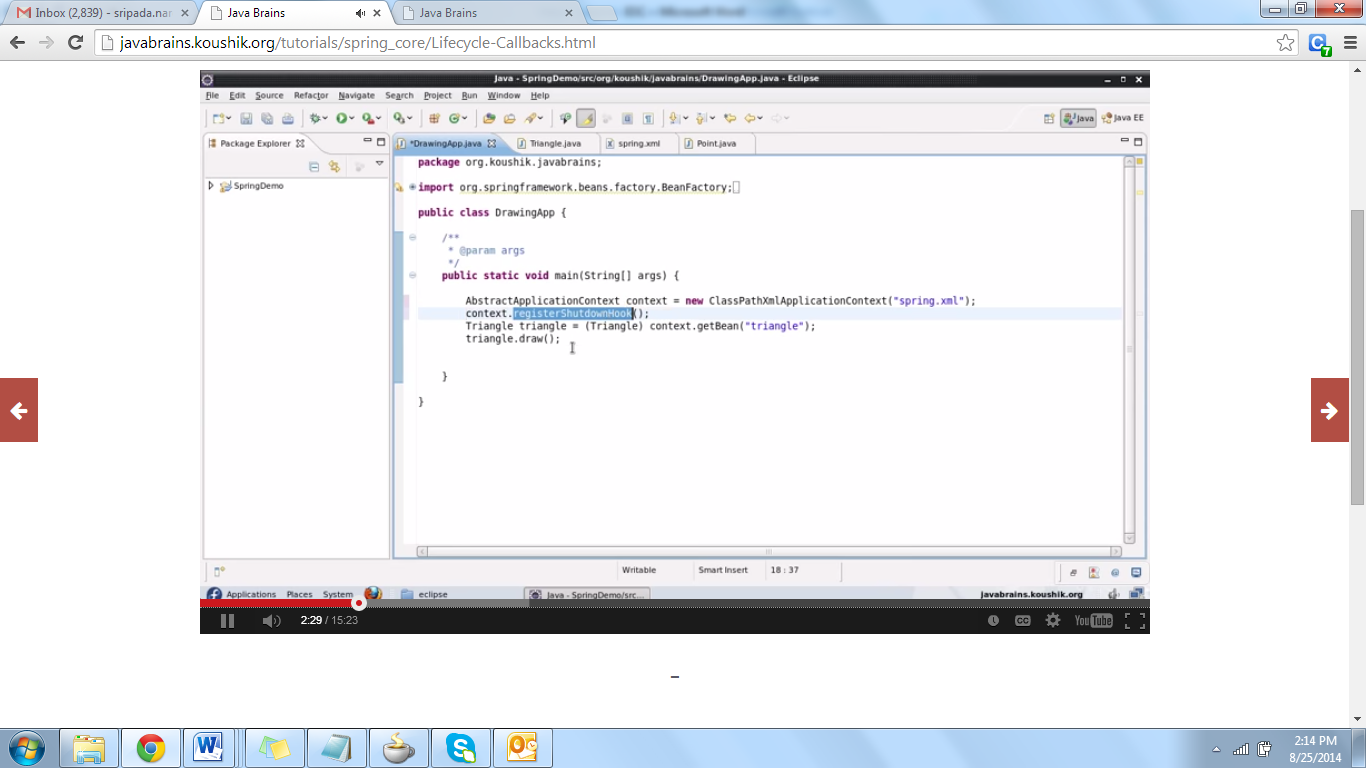 Inbox (2,839) - sripada.nar
Java Brains
Java Brains
javabrains.koushik.org/tutorials/spring_core/Lifecycle-Callbacks.html
7
Java - SpringDemo/src/org/koushik/javabrains/DrawingApp.java - Eclipse
File Edit Source Refactor Navigate Search Project Run Window Help
Java Java EE
Package Explorer
*DrawingApp.java Triangle.java spring.xml Point.java
SpringDemo
package org.koushik.javabrains;
import org.springframework.beans.factory.BeanFactory;
public class DrawingApp {
/**
* @param args
*/
public static void main(String[] args) {
AbstractApplicationContext context = new ClassPathXmlApplicationContext("spring.xml");
context.registerShutdownHook();
Triangle triangle = (Triangle) context.getBean("triangle");
triangle.draw();
}
}
Writable Smart Insert 18 : 37
Applications Places System eclipse Java - SpringDemo/src... javabrains.koushik.org
2:29 / 15:23 CC YouTube
2:14 PM
8/25/2014